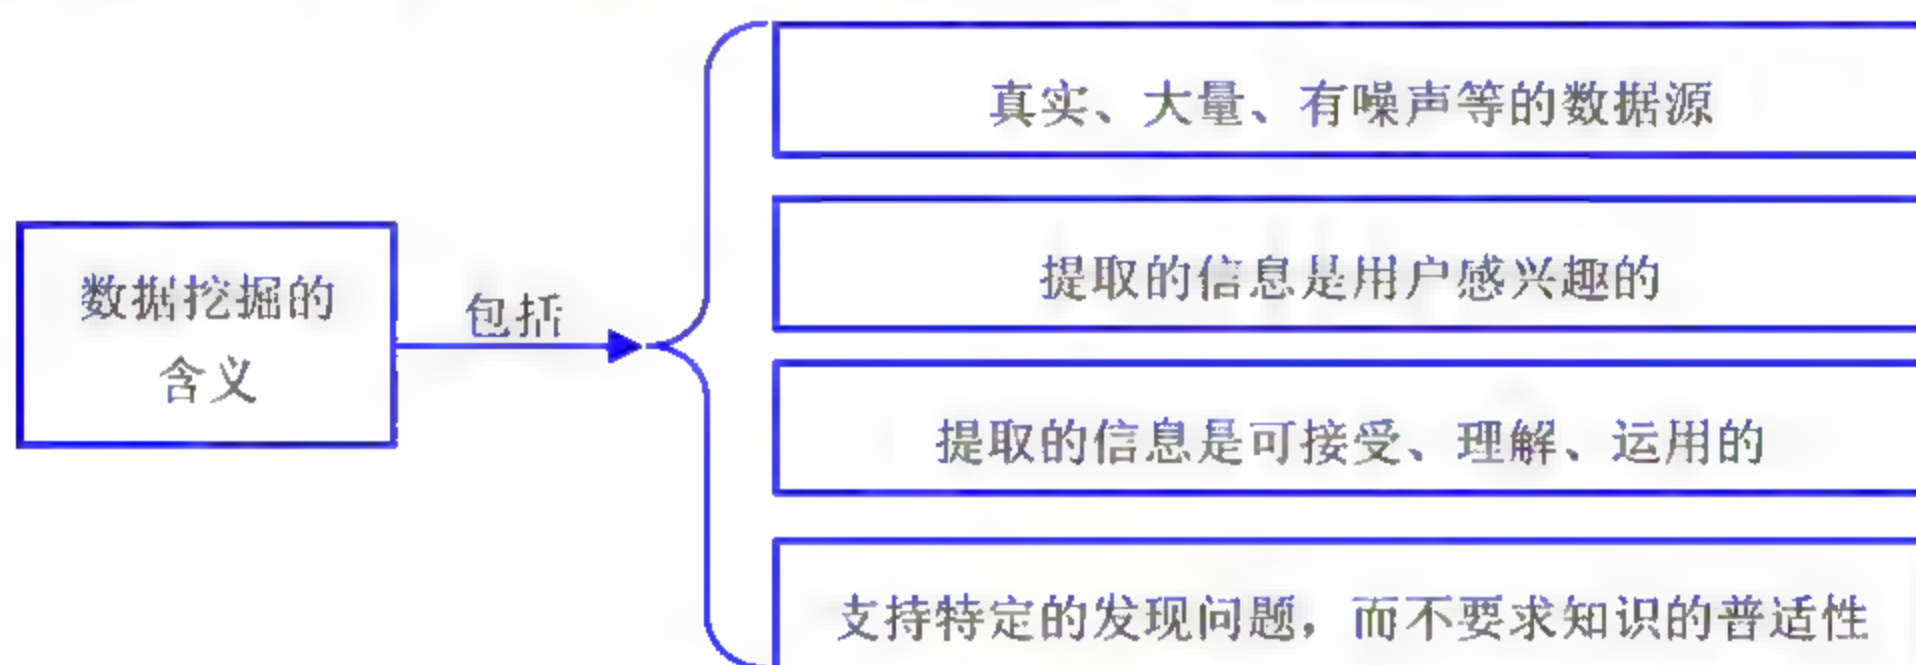 真实、大量、有噪声等的数据源
提取的信息是用户感兴趣的
数据挖掘的
含义
包括
提取的信息是可接受、理解、运用的
支持特定的发现问题，而不要求知识的普适性